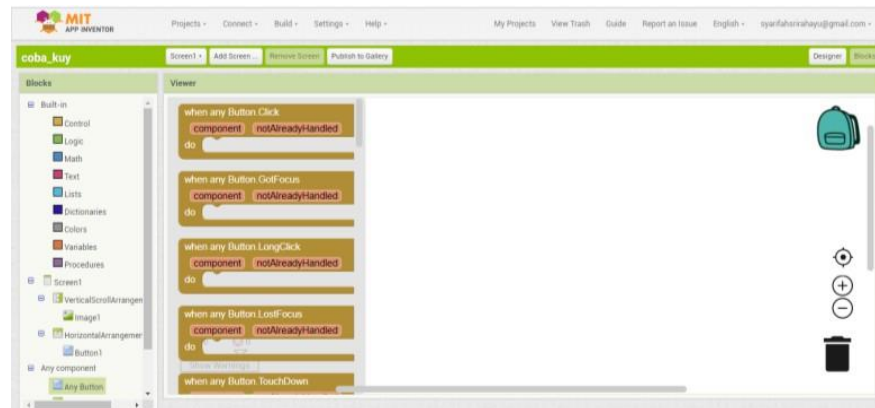 MIT
APP INVENTOR
Projects Connect Build Settings Help My Projects View Trash Guide Report an Issue English syarifahsrirahayu@gmail.com
coba_kuy Screen1 Add Screen ... Remove Screen Publish to Gallery Designer Blocks
Blocks
Viewer
Built-in
Control
Logic
Math
Text
Lists
Dictionaries
Colors
Variables
Procedures
Screen1
VerticalScrollArrangen
Image1
HorizontalArrangemer
Button1
Any component
Any Button
when any Button.Click
component notAlreadyHandled
do
when any Button.GotFocus
component notAlreadyHandled
do
when any Button.LongClick
component notAlreadyHandled
do
when any Button.LostFocus
component notAlreadyHandled
do
Show Warnings
when any Button.TouchDown